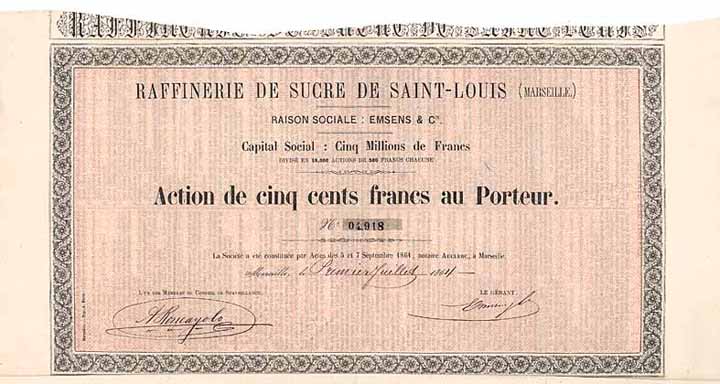 RAFFINERIE DE SUCRE DE SAINT-LOUIS (MARSEILLE.)
RAISON SOCIALE : EMSENS & Cie.
Capital Social : Cinq Millions de Francs
DIVISÉ EN 10,000 ACTIONS DE 500 FRANCS CHACUNE
Action de cinq cents francs au Porteur.
No. 04918
La Société a été constituée par Actes des 5 et 7 Septembre 1861, notaire AUCLERC, à Marseille.
Marseille, le Premier Juillet 1864
L'UN DES MEMBRES DU CONSEIL DE SURVEILLANCE. LE GÉRANT.